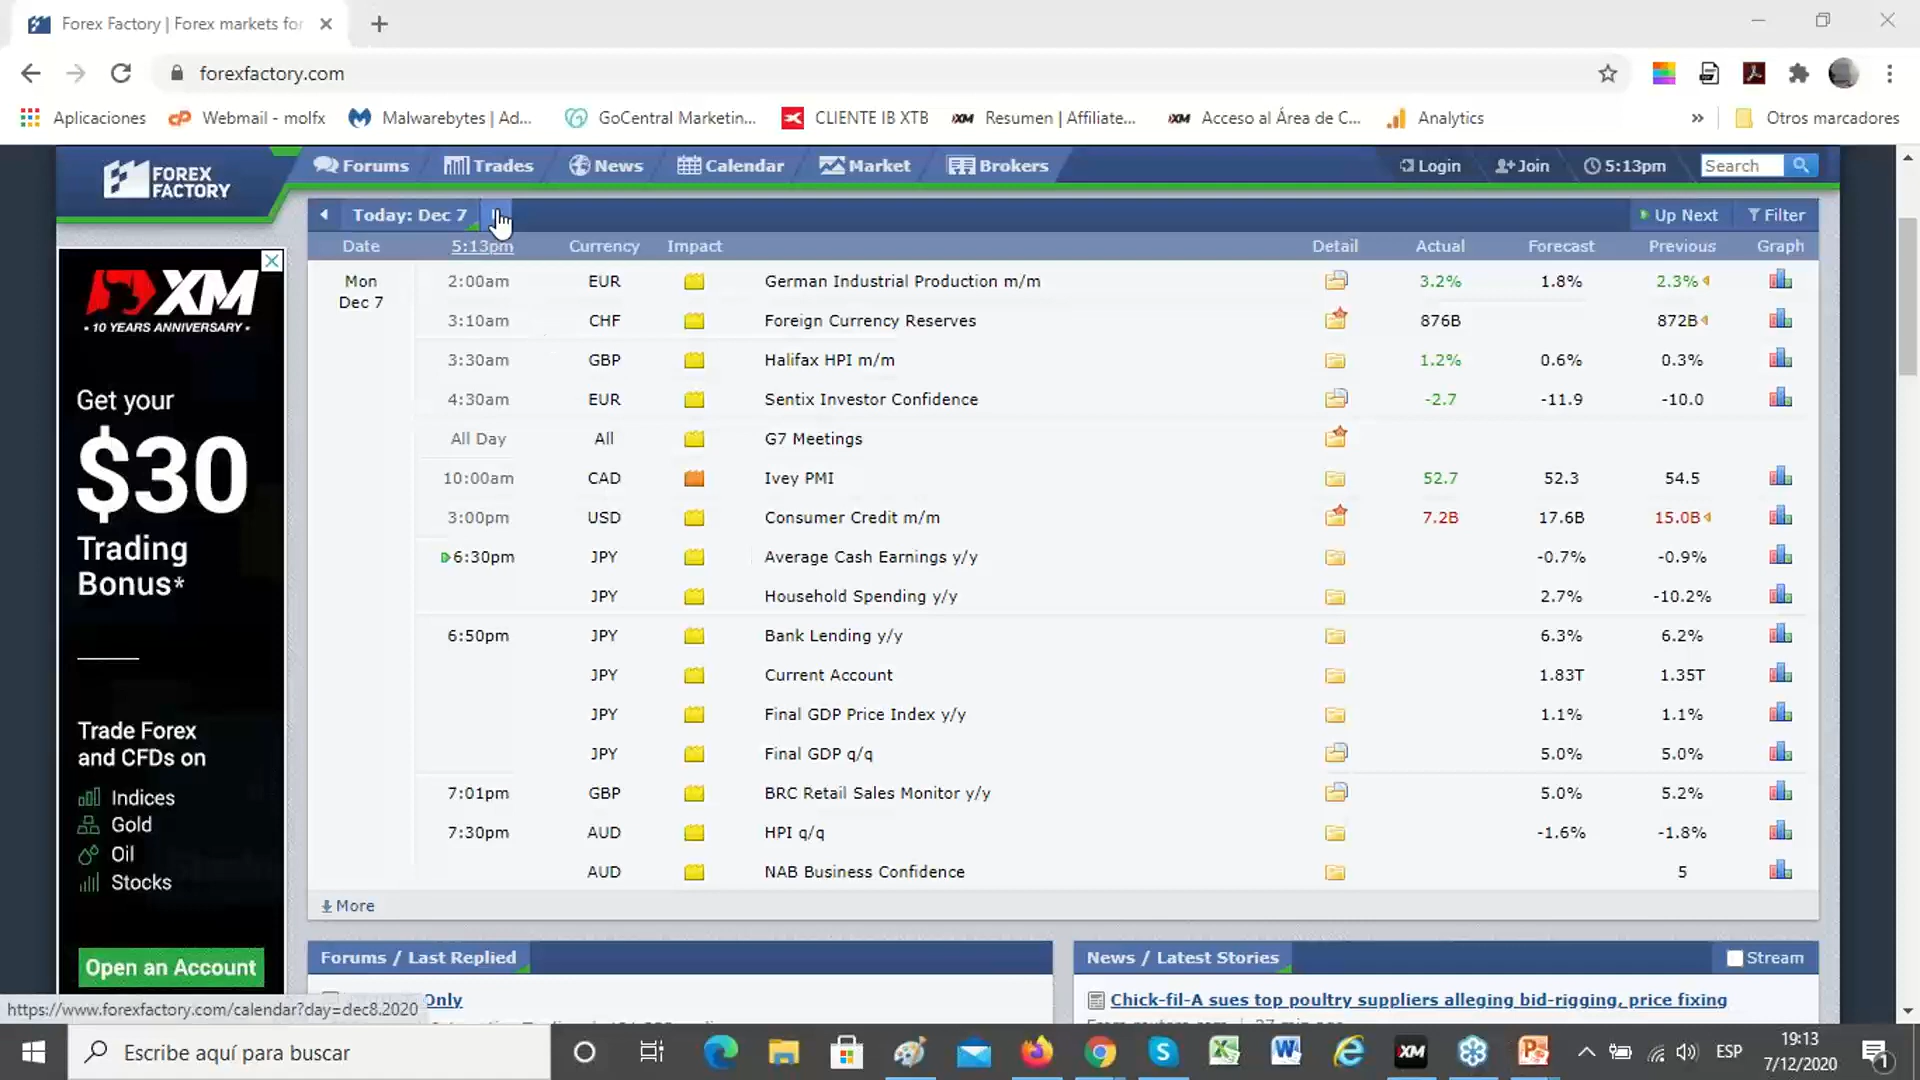 Forex Factory | Forex markets for
forexfactory.com
Aplicaciones
Webmail - molfx
Malwarebytes | Ad...
GoCentral Marketin...
CLIENTE IB XTB
XM Resumen | Affiliate...
XM Acceso al Área de C...
Analytics
» Otros marcadores
FOREX FACTORY
Forums Trades News Calendar Market Brokers Login Join 5:13pm Search
Today: Dec 7 Up Next Filter
Date 5:13pm Currency Impact Detail Actual Forecast Previous Graph
Mon Dec 7 2:00am EUR German Industrial Production m/m 3.2% 1.8% 2.3%
3:10am CHF Foreign Currency Reserves 876B 872B
3:30am GBP Halifax HPI m/m 1.2% 0.6% 0.3%
4:30am EUR Sentix Investor Confidence -2.7 -11.9 -10.0
All Day All G7 Meetings
10:00am CAD Ivey PMI 52.7 52.3 54.5
3:00pm USD Consumer Credit m/m 7.2B 17.6B 15.0B
6:30pm JPY Average Cash Earnings y/y -0.7% -0.9%
JPY Household Spending y/y 2.7% -10.2%
6:50pm JPY Bank Lending y/y 6.3% 6.2%
JPY Current Account 1.83T 1.35T
JPY Final GDP Price Index y/y 1.1% 1.1%
JPY Final GDP q/q 5.0% 5.0%
7:01pm GBP BRC Retail Sales Monitor y/y 5.0% 5.2%
7:30pm AUD HPI q/q -1.6% -1.8%
AUD NAB Business Confidence 5
More
XM
• 10 YEARS ANNIVERSARY •
Get your
$30
Trading
Bonus*
Trade Forex
and CFDs on
Indices
Gold
Oil
Stocks
Open an Account
Forums / Last Replied
News / Latest Stories Stream
Only
Chick-fil-A sues top poultry suppliers alleging bid-rigging, price fixing
https://www.forexfactory.com/calendar?day=dec8.2020
Escribe aquí para buscar
XM
ESP
19:13
7/12/2020
1